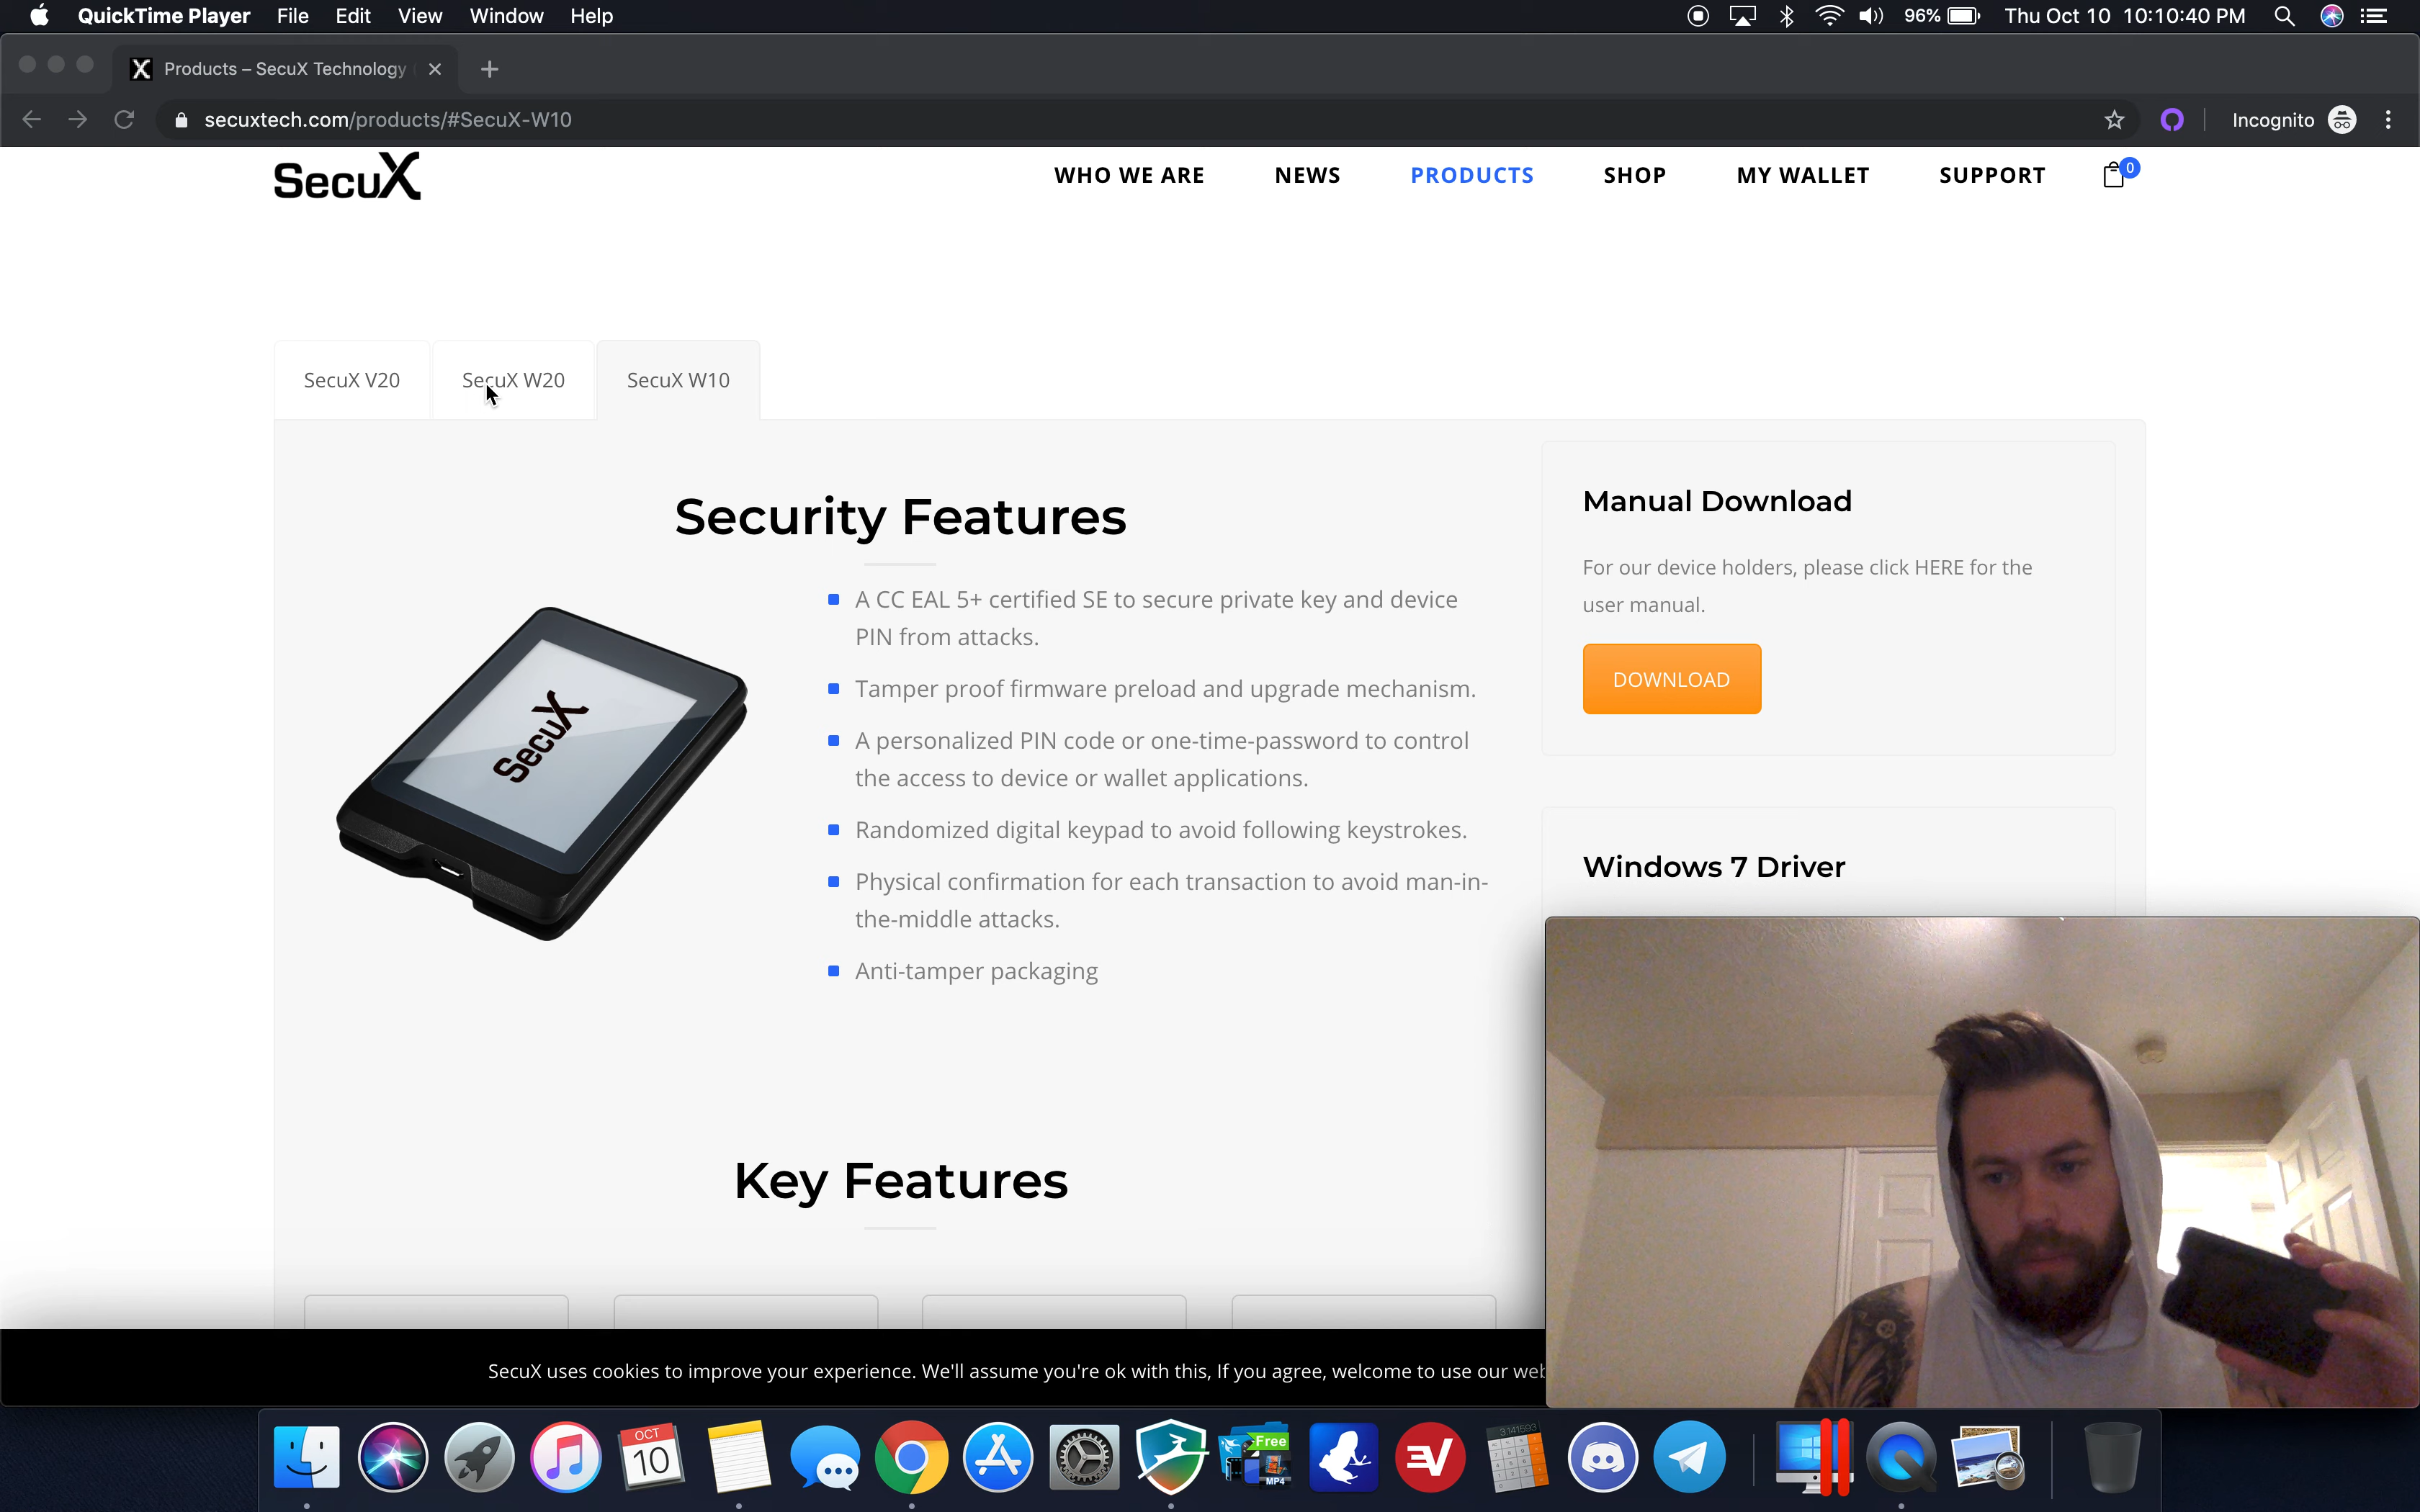 QuickTime Player File Edit View Window Help 96% Thu Oct 10 10:10:40 PM
Products – SecuX Technology
secuxtech.com/products/#SecuX-W10 Incognito
SecuX WHO WE ARE NEWS PRODUCTS SHOP MY WALLET SUPPORT 0
SecuX V20 SecuX W20 SecuX W10
Security Features
A CC EAL 5+ certified SE to secure private key and device
PIN from attacks.
Tamper proof firmware preload and upgrade mechanism.
A personalized PIN code or one-time-password to control
the access to device or wallet applications.
Randomized digital keypad to avoid following keystrokes.
Physical confirmation for each transaction to avoid man-in-
the-middle attacks.
Anti-tamper packaging
SecuX
Manual Download
For our device holders, please click HERE for the
user manual.
DOWNLOAD
Windows 7 Driver
Key Features
SecuX uses cookies to improve your experience. We'll assume you're ok with this, If you agree, welcome to use our web
OCT
10
Free
MP4
EV
3.141593